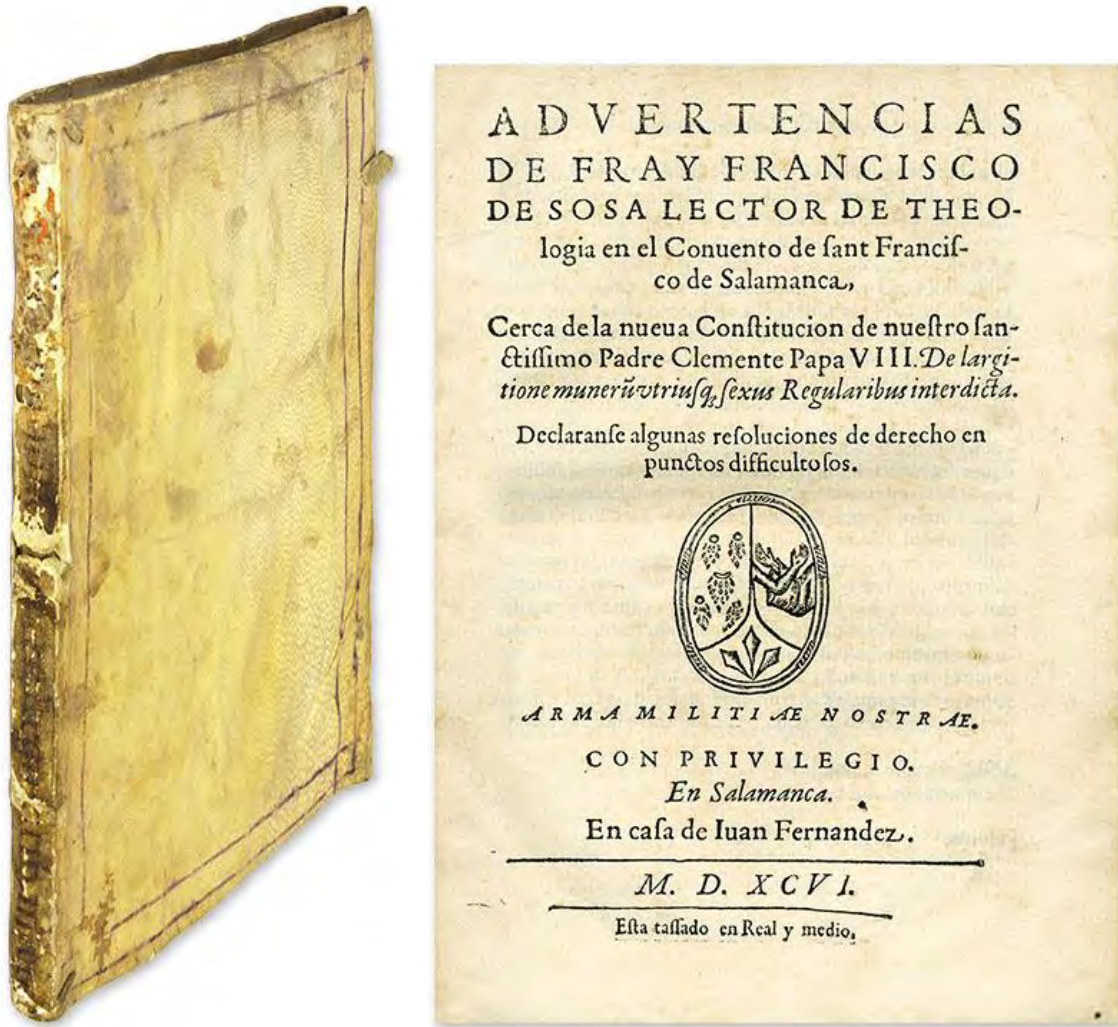 ADVERTENCIAS
DE FRAY FRANCISCO
DE SOSA LECTOR DE THEO-
logia en el Conuento de ſant Franciſ-
co de Salamanca,
Cerca de la nueua Conſtitucion de nueſtro ſan-
ctiſſimo Padre Clemente Papa VIII. De largi-
tione munerũ vtriuſq; ſexus Regularibus interdicta.
Declaranſe algunas reſoluciones de derecho en
punctos difficultoſos.
ARMA MILITIÆ NOSTRÆ.
CON PRIVILEGIO.
En Salamanca.
En caſa de Iuan Fernandez.
M. D. XCVI.
Eſta taſſado en Real y medio.